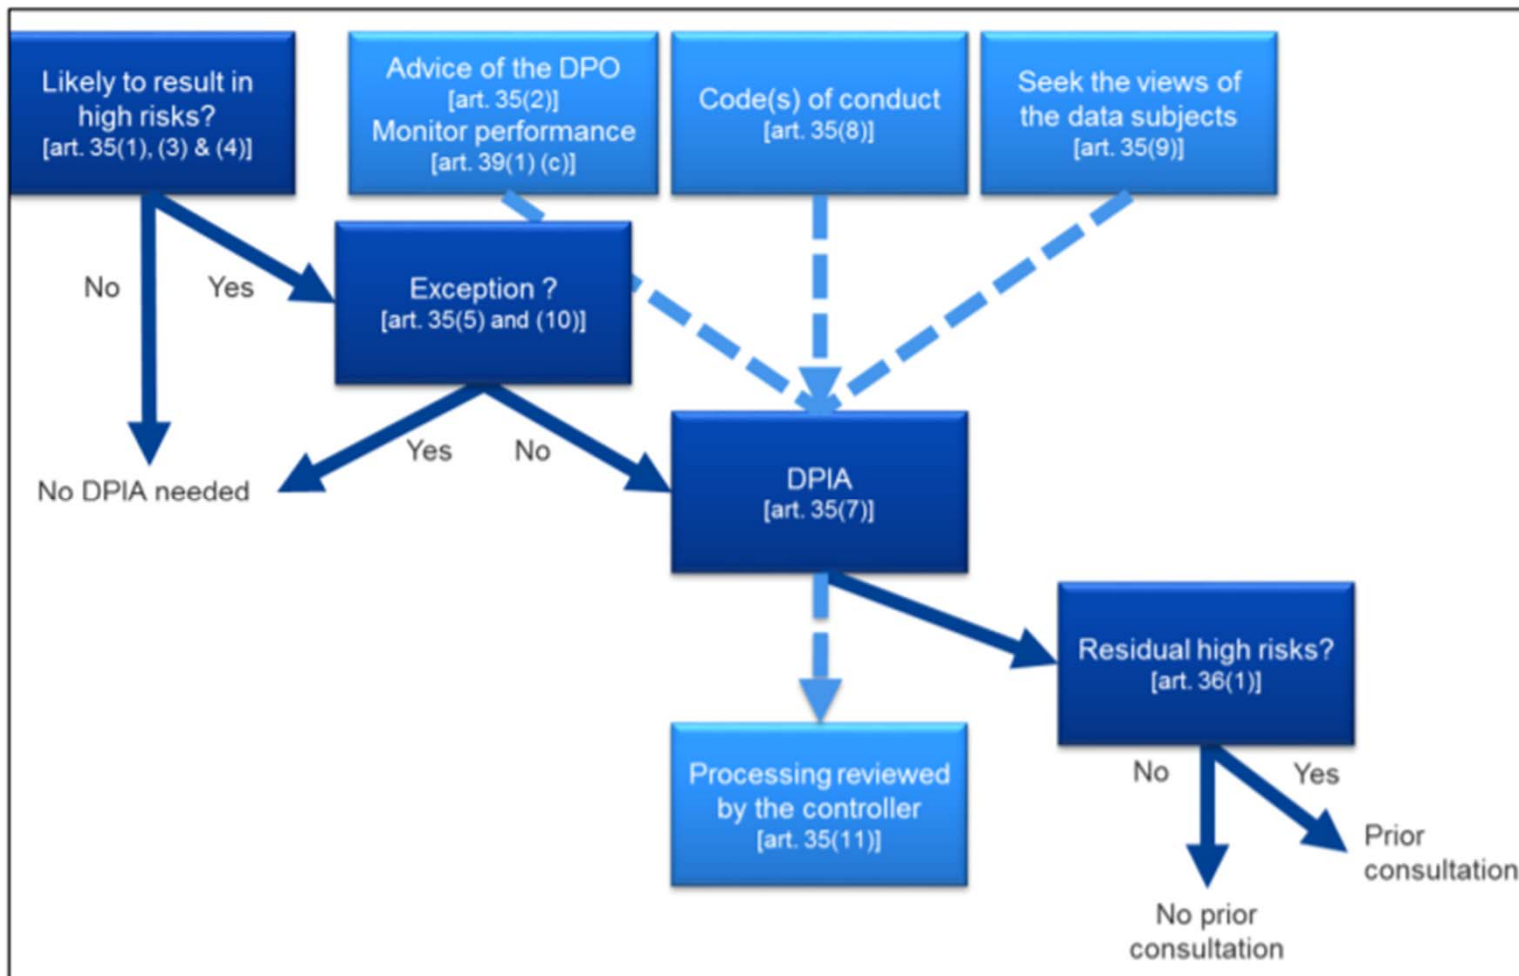 Likely to result in
high risks?
[art. 35(1), (3) & (4)]
Advice of the DPO
[art. 35(2)]
Monitor performance
[art. 39(1) (c)]
Code(s) of conduct
[art. 35(8)]
Seek the views of
the data subjects
[art. 35(9)]
No
Yes
Exception ?
[art. 35(5) and (10)]
Yes
No
No DPIA needed
DPIA
[art. 35(7)]
Residual high risks?
[art. 36(1)]
Processing reviewed
by the controller
[art. 35(11)]
No
Yes
Prior
consultation
No prior
consultation